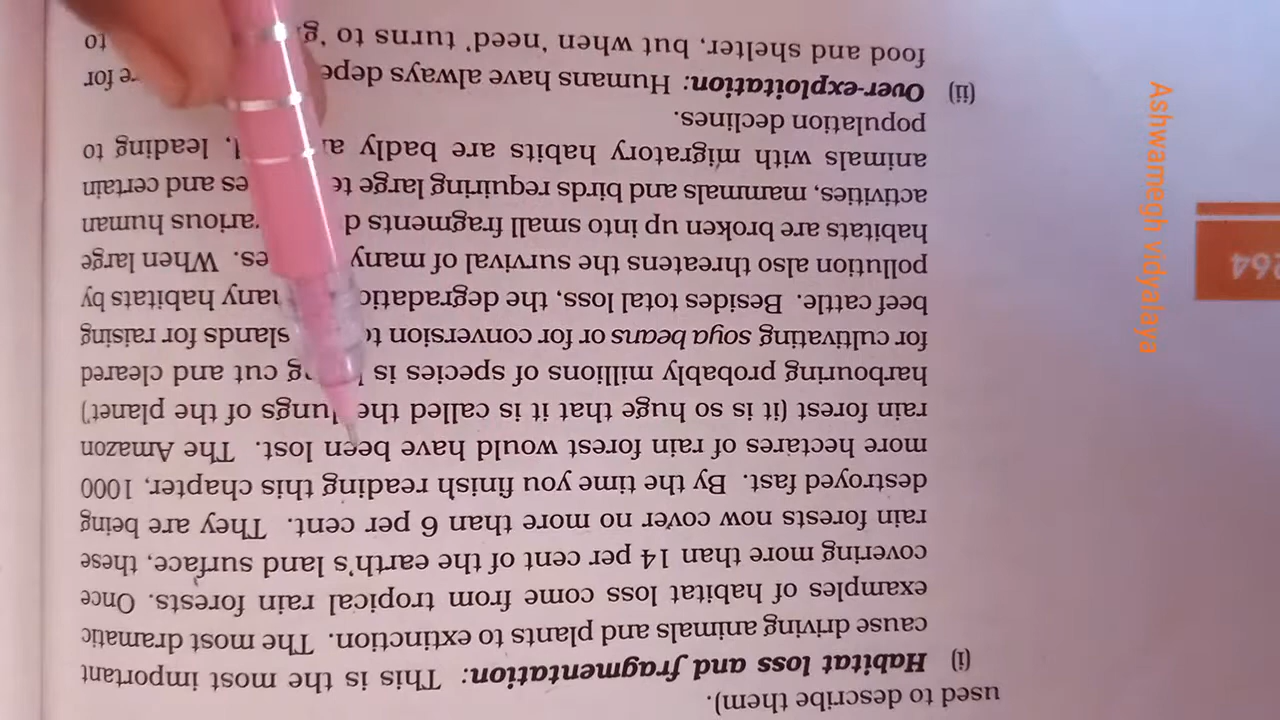 used to describe them).
(i) Habitat loss and fragmentation: This is the most important
cause driving animals and plants to extinction. The most dramatic
examples of habitat loss come from tropical rain forests. Once
covering more than 14 per cent of the earth's land surface, these
rain forests now cover no more than 6 per cent. They are being
destroyed fast. By the time you finish reading this chapter, 1000
more hectares of rain forest would have been lost. The Amazon
rain forest (it is so huge that it is called the 'lungs of the planet')
harbouring probably millions of species is cut and cleared
for cultivating soya beans or for conversion to slands for raising
beef cattle. Besides total loss, the degradatio many habitats by
pollution also threatens the survival of many es. When large
habitats are broken up into small fragments d various human
activities, mammals and birds requiring large te es and certain
animals with migratory habits are badly a d, leading to
population declines.
(ii) Over-exploitation: Humans have always depe re for
food and shelter, but when 'need' turns to 'g to
264
Ashwamegh vidyalaya